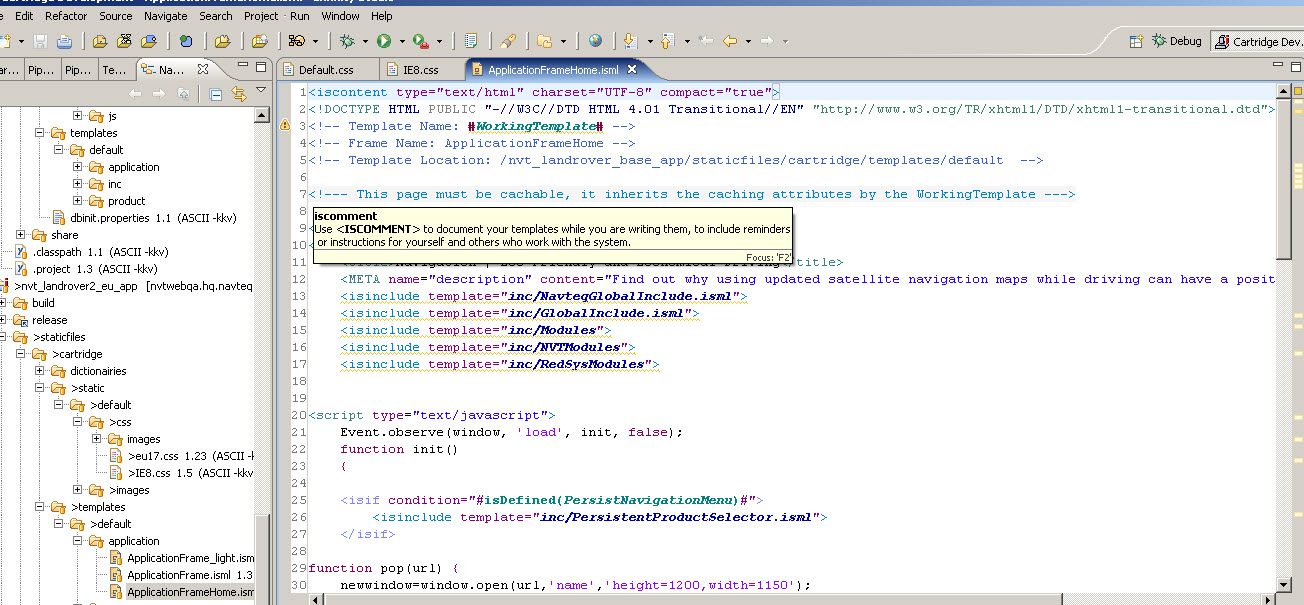 Edit Refactor Source Navigate Search Project Run Window Help
Debug Cartridge Dev.
Pip... Pip... Te... Na...
Default.css IE8.css ApplicationFrameHome.isml
js
templates
default
application
inc
product
dbinit.properties 1.1 (ASCII -kkv)
share
.classpath 1.1 (ASCII -kkv)
.project 1.3 (ASCII -kkv)
>nvt_landrover2_eu_app [nvtwebqa.hq.navteq
build
release
>staticfiles
>cartridge
dictionairies
>static
>default
>css
images
>eu17.css 1.23 (ASCII -k
>IE8.css 1.5 (ASCII -kkv
>images
>templates
>default
application
ApplicationFrame_light.ism
ApplicationFrame.isml 1.3
ApplicationFrameHome.ism
1 <iscontent type="text/html" charset="UTF-8" compact="true">
2 <!DOCTYPE HTML PUBLIC "-//W3C//DTD HTML 4.01 Transitional//EN" "http://www.w3.org/TR/xhtml1/DTD/xhtml1-transitional.dtd">
3 <!-- Template Name: #WorkingTemplate# -->
4 <!-- Frame Name: ApplicationFrameHome -->
5 <!-- Template Location: /nvt_landrover_base_app/staticfiles/cartridge/templates/default -->
6
7 <!--- This page must be cachable, it inherits the caching attributes by the WorkingTemplate --->
8
9
10
iscomment
Use <ISCOMMENT> to document your templates while you are writing them, to include reminders
or instructions for yourself and others who work with the system.
Focus: 'F2'
11 title>
12 <META name="description" content="Find out why using updated satellite navigation maps while driving can have a posit
13 <isinclude template="inc/NavteqGlobalInclude.isml">
14 <isinclude template="inc/GlobalInclude.isml">
15 <isinclude template="inc/Modules">
16 <isinclude template="inc/NVTModules">
17 <isinclude template="inc/RedSysModules">
18
19
20 <script type="text/javascript">
21 Event.observe(window, 'load', init, false);
22 function init()
23 {
24
25 <isif condition="#isDefined(PersistNavigationMenu)#">
26 <isinclude template="inc/PersistentProductSelector.isml">
27 </isif>
28
29 function pop(url) {
30 newwindow=window.open(url,'name','height=1200,width=1150');